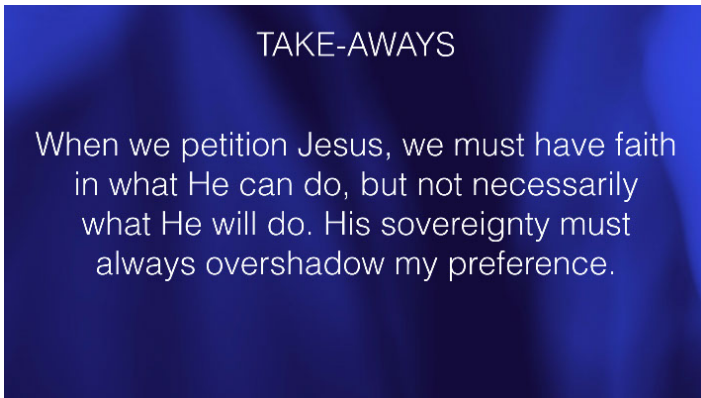 TAKE-AWAYS
When we petition Jesus, we must have faith
in what He can do, but not necessarily
what He will do. His sovereignty must
always overshadow my preference.